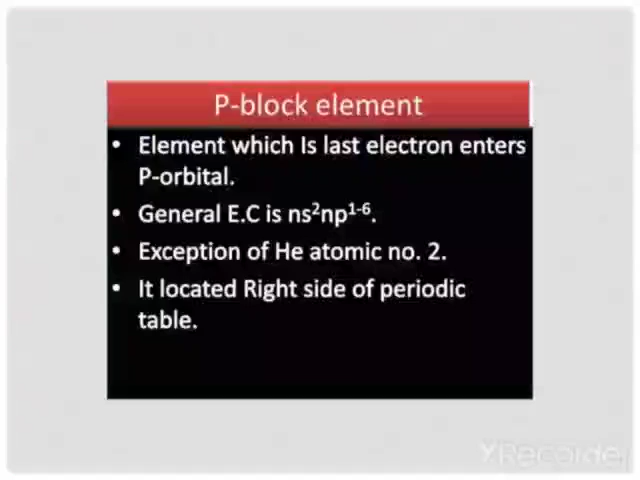 P-block element
• Element which Is last electron enters
P-orbital.
• General E.C is ns²np¹⁻⁶.
• Exception of He atomic no. 2.
• It located Right side of periodic
table.
XRecorder